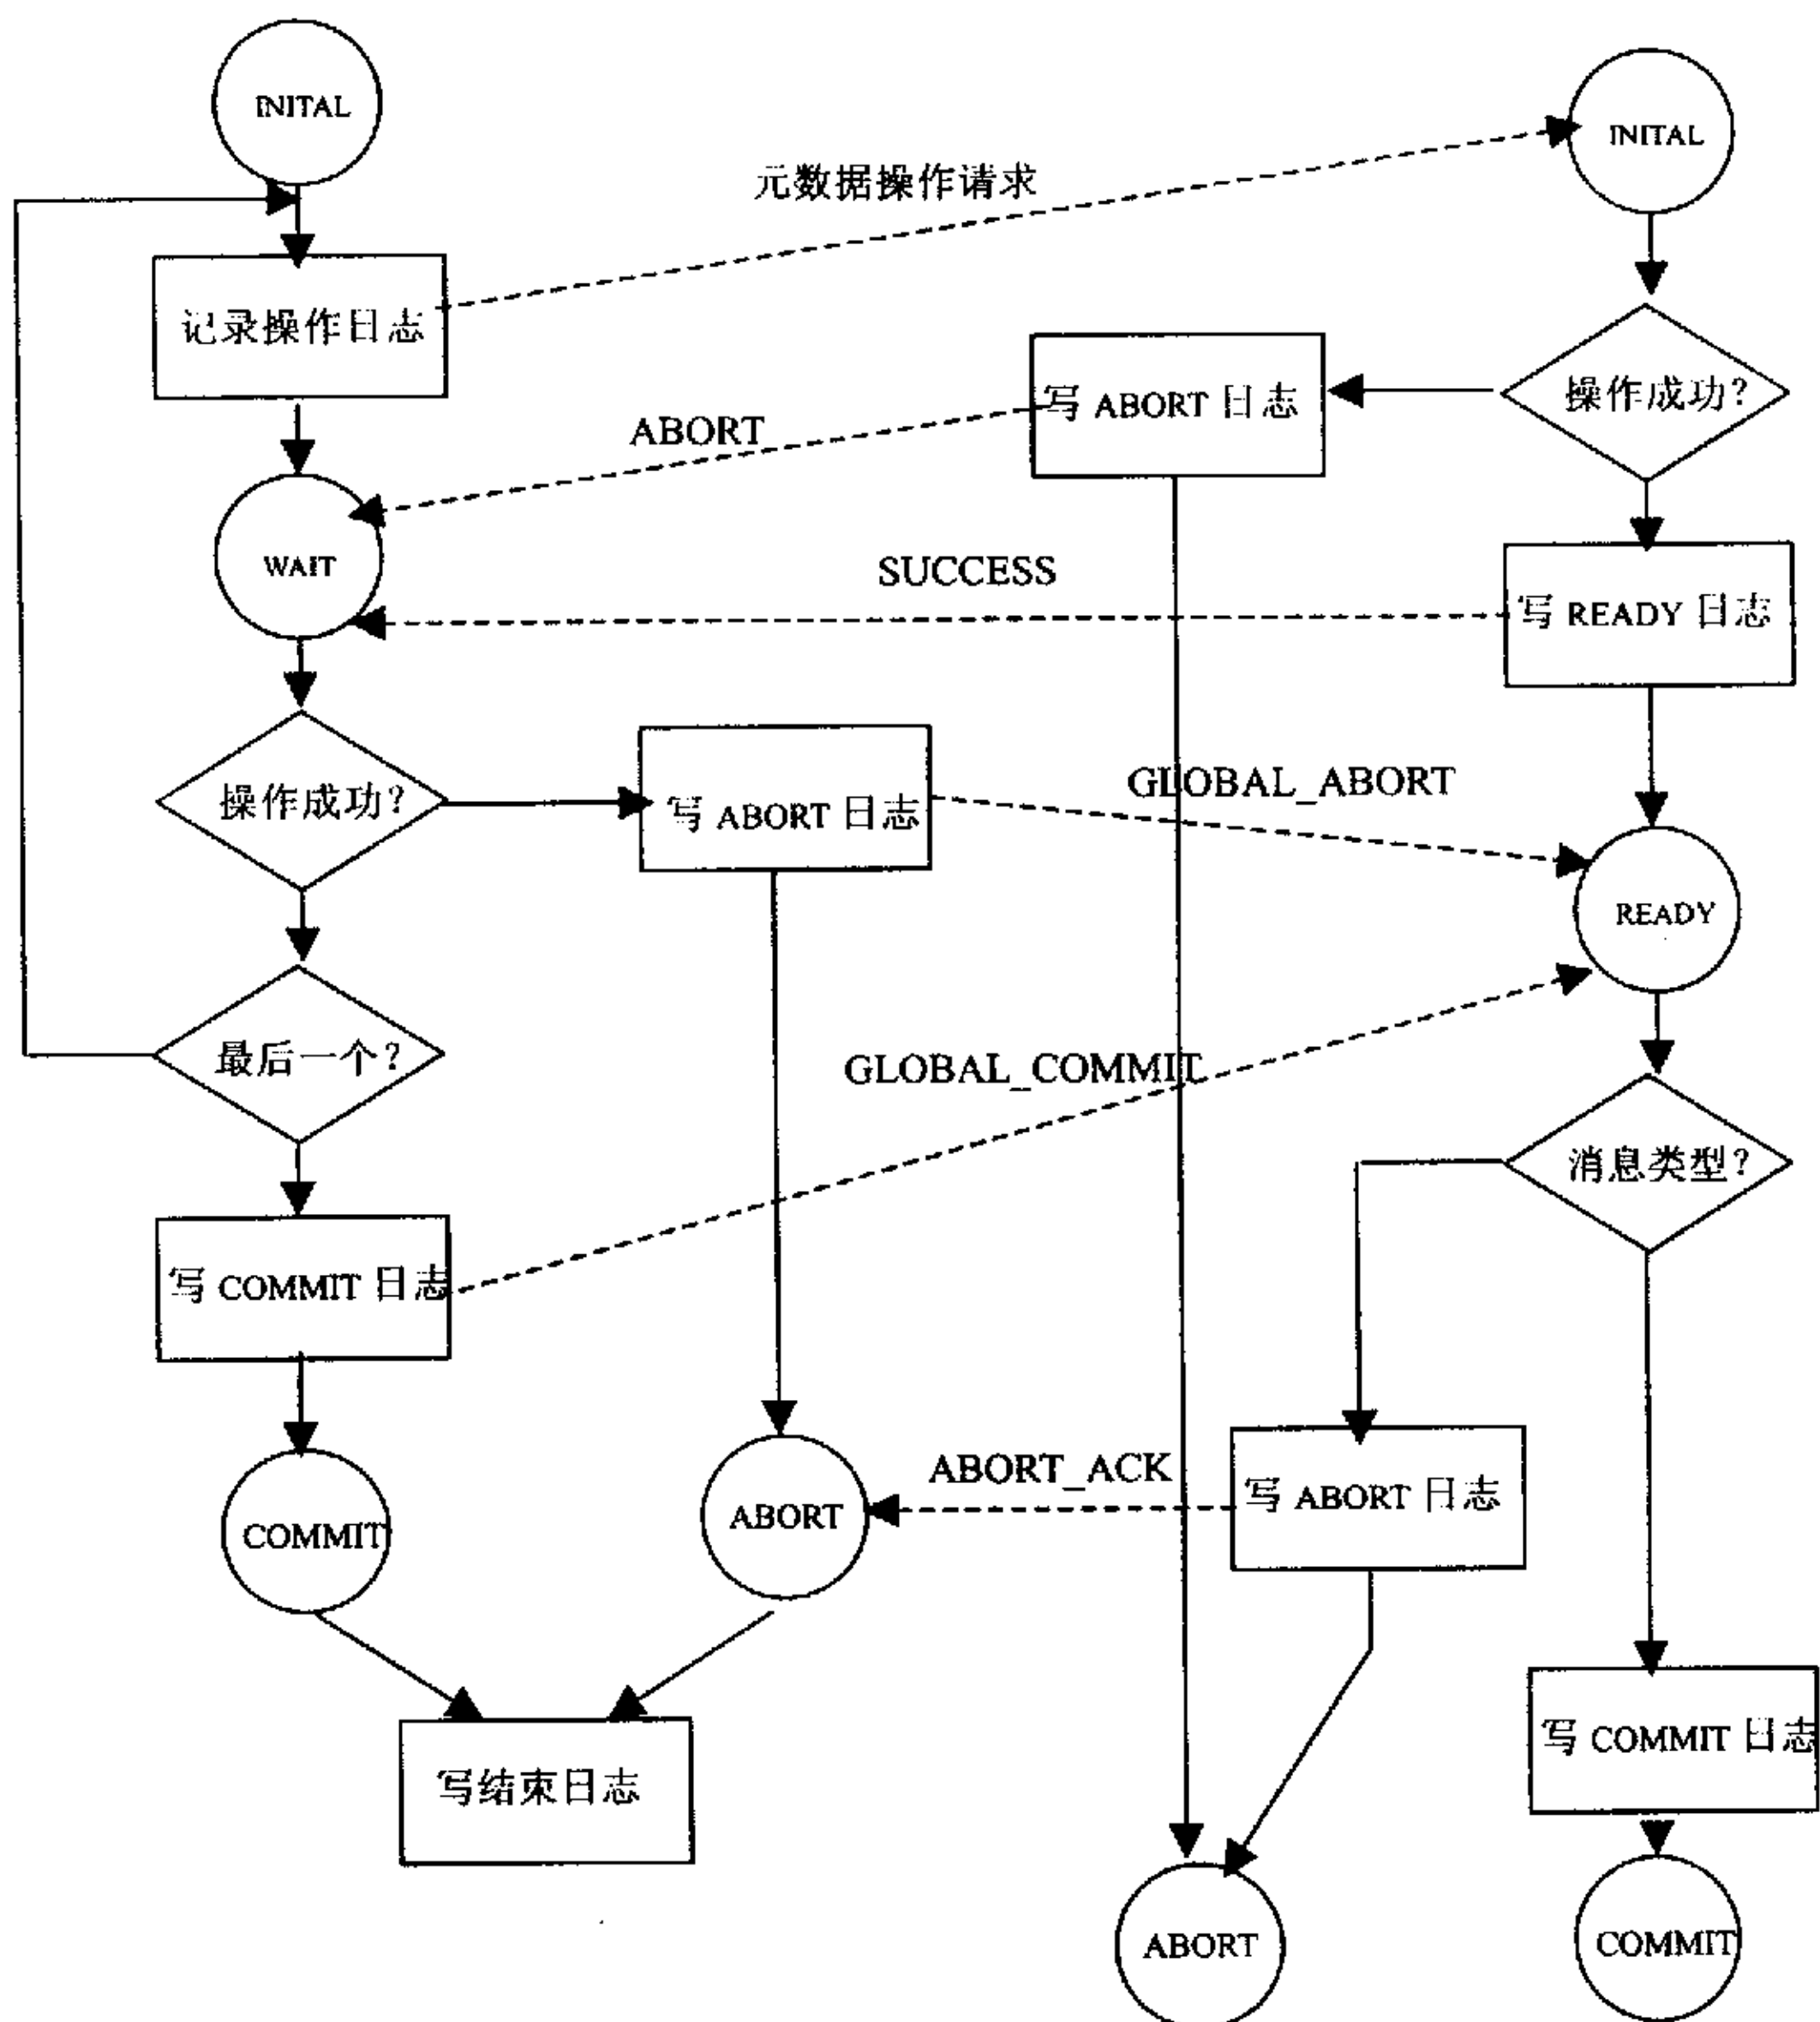 INITAL
INITAL
元数据操作请求
记录操作日志
写 ABORT 日志
操作成功?
ABORT
WAIT
SUCCESS
写 READY 日志
操作成功?
写 ABORT 日志
GLOBAL_ABORT
READY
最后一个?
GLOBAL_COMMIT
消息类型?
写 COMMIT 日志
ABORT_ACK
写 ABORT 日志
COMMIT
ABORT
写 COMMIT 日志
写结束日志
ABORT
COMMIT